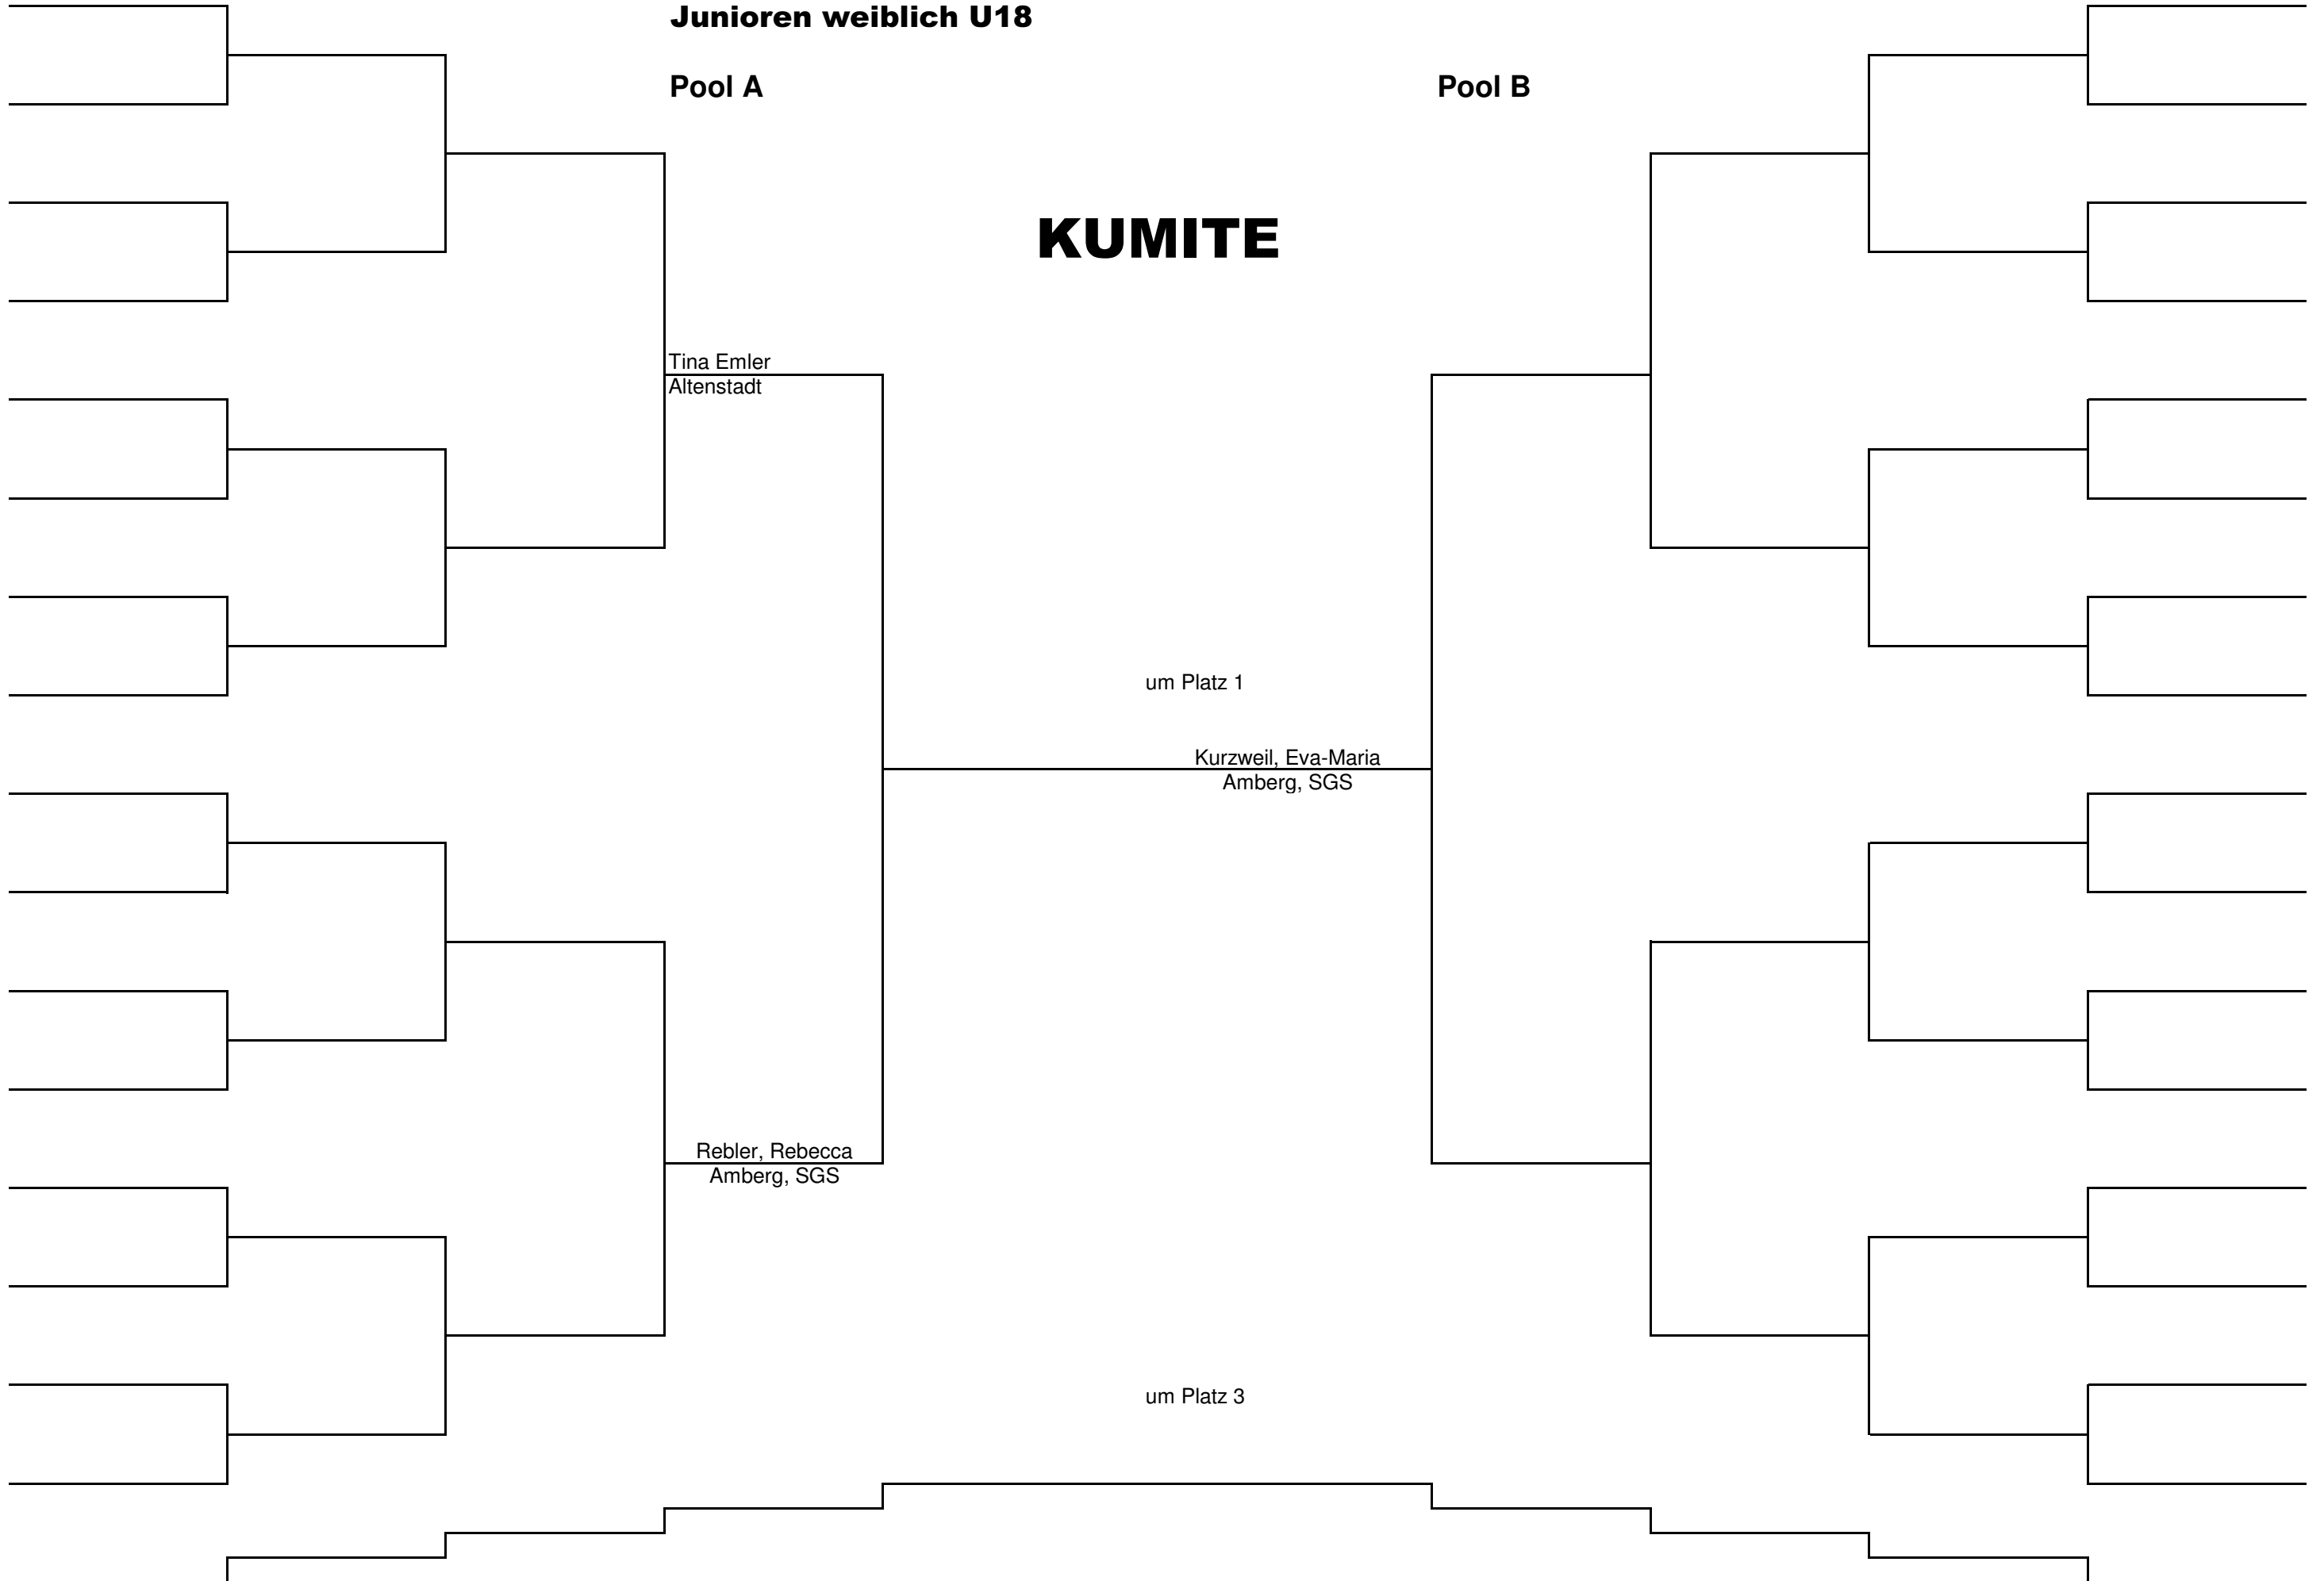 Junioren weiblich U18
Pool A
Pool B
KUMITE
Tina Emler
Altenstadt
um Platz 1
Kurzweil, Eva-Maria
Amberg, SGS
Rebler, Rebecca
Amberg, SGS
um Platz 3